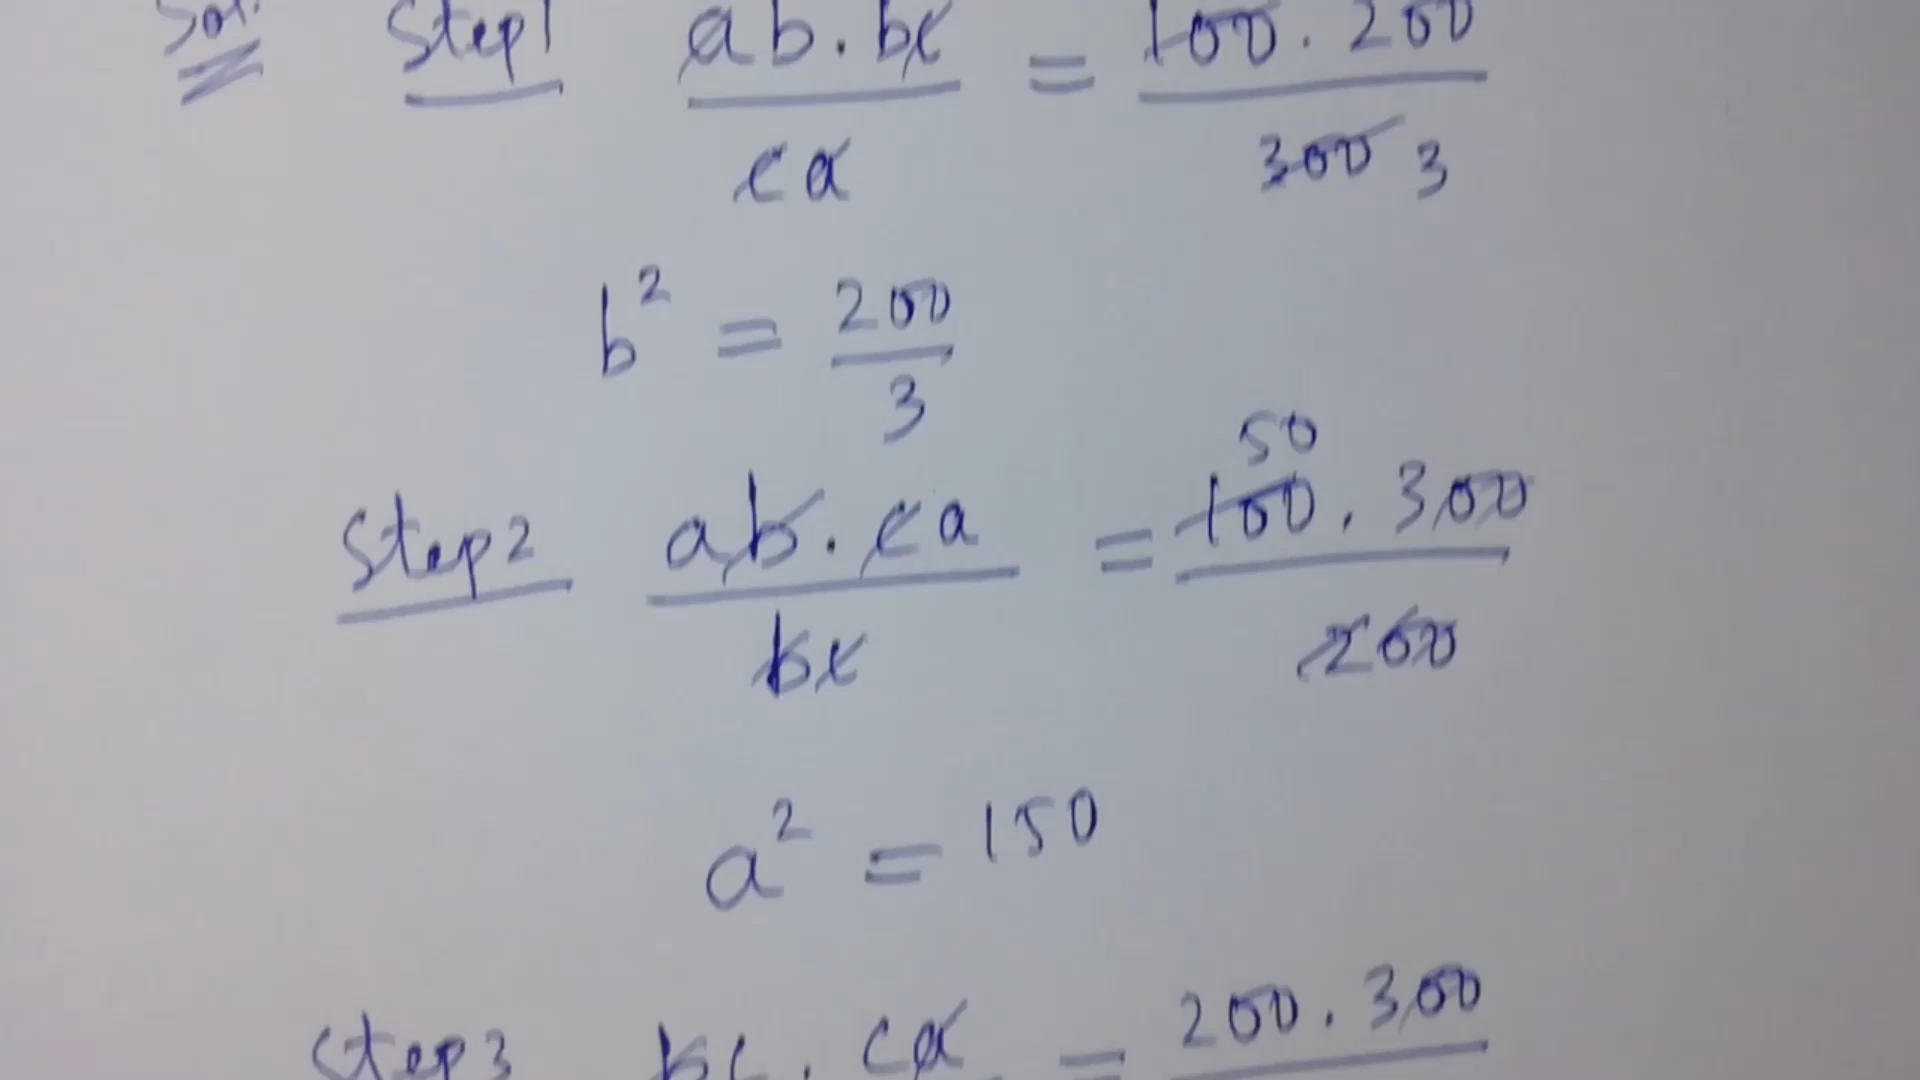 Sol:
Step1 ab.bc = 100.200
ca 300 3
b² = 200
3
50
Step2 ab.ca = 100.300
bc 200
a² = 150
Step3 bc.ca = 200.300